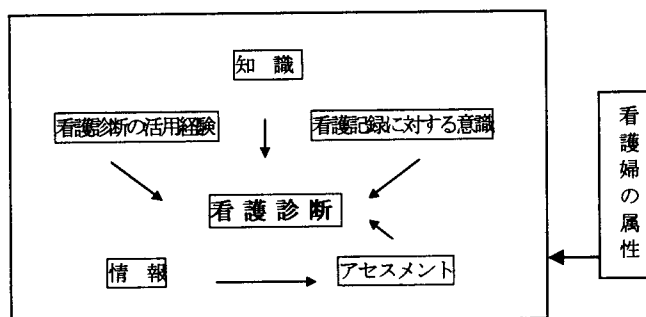 知識
看護診断の活用経験
看護記録に対する意識
看護診断
情報
アセスメント
看護婦の属性